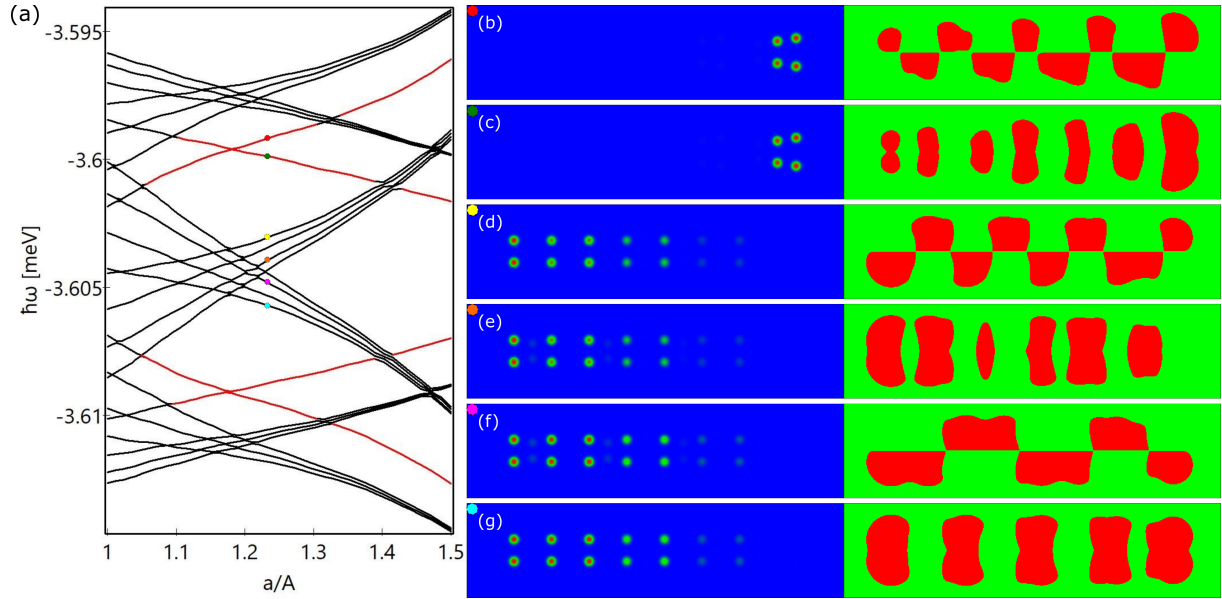 (a)
-3.595
-3.6
-3.605
-3.61
ħω [meV]
1 1.1 1.2 1.3 1.4 1.5
a/A
(b)
(c)
(d)
(e)
(f)
(g)